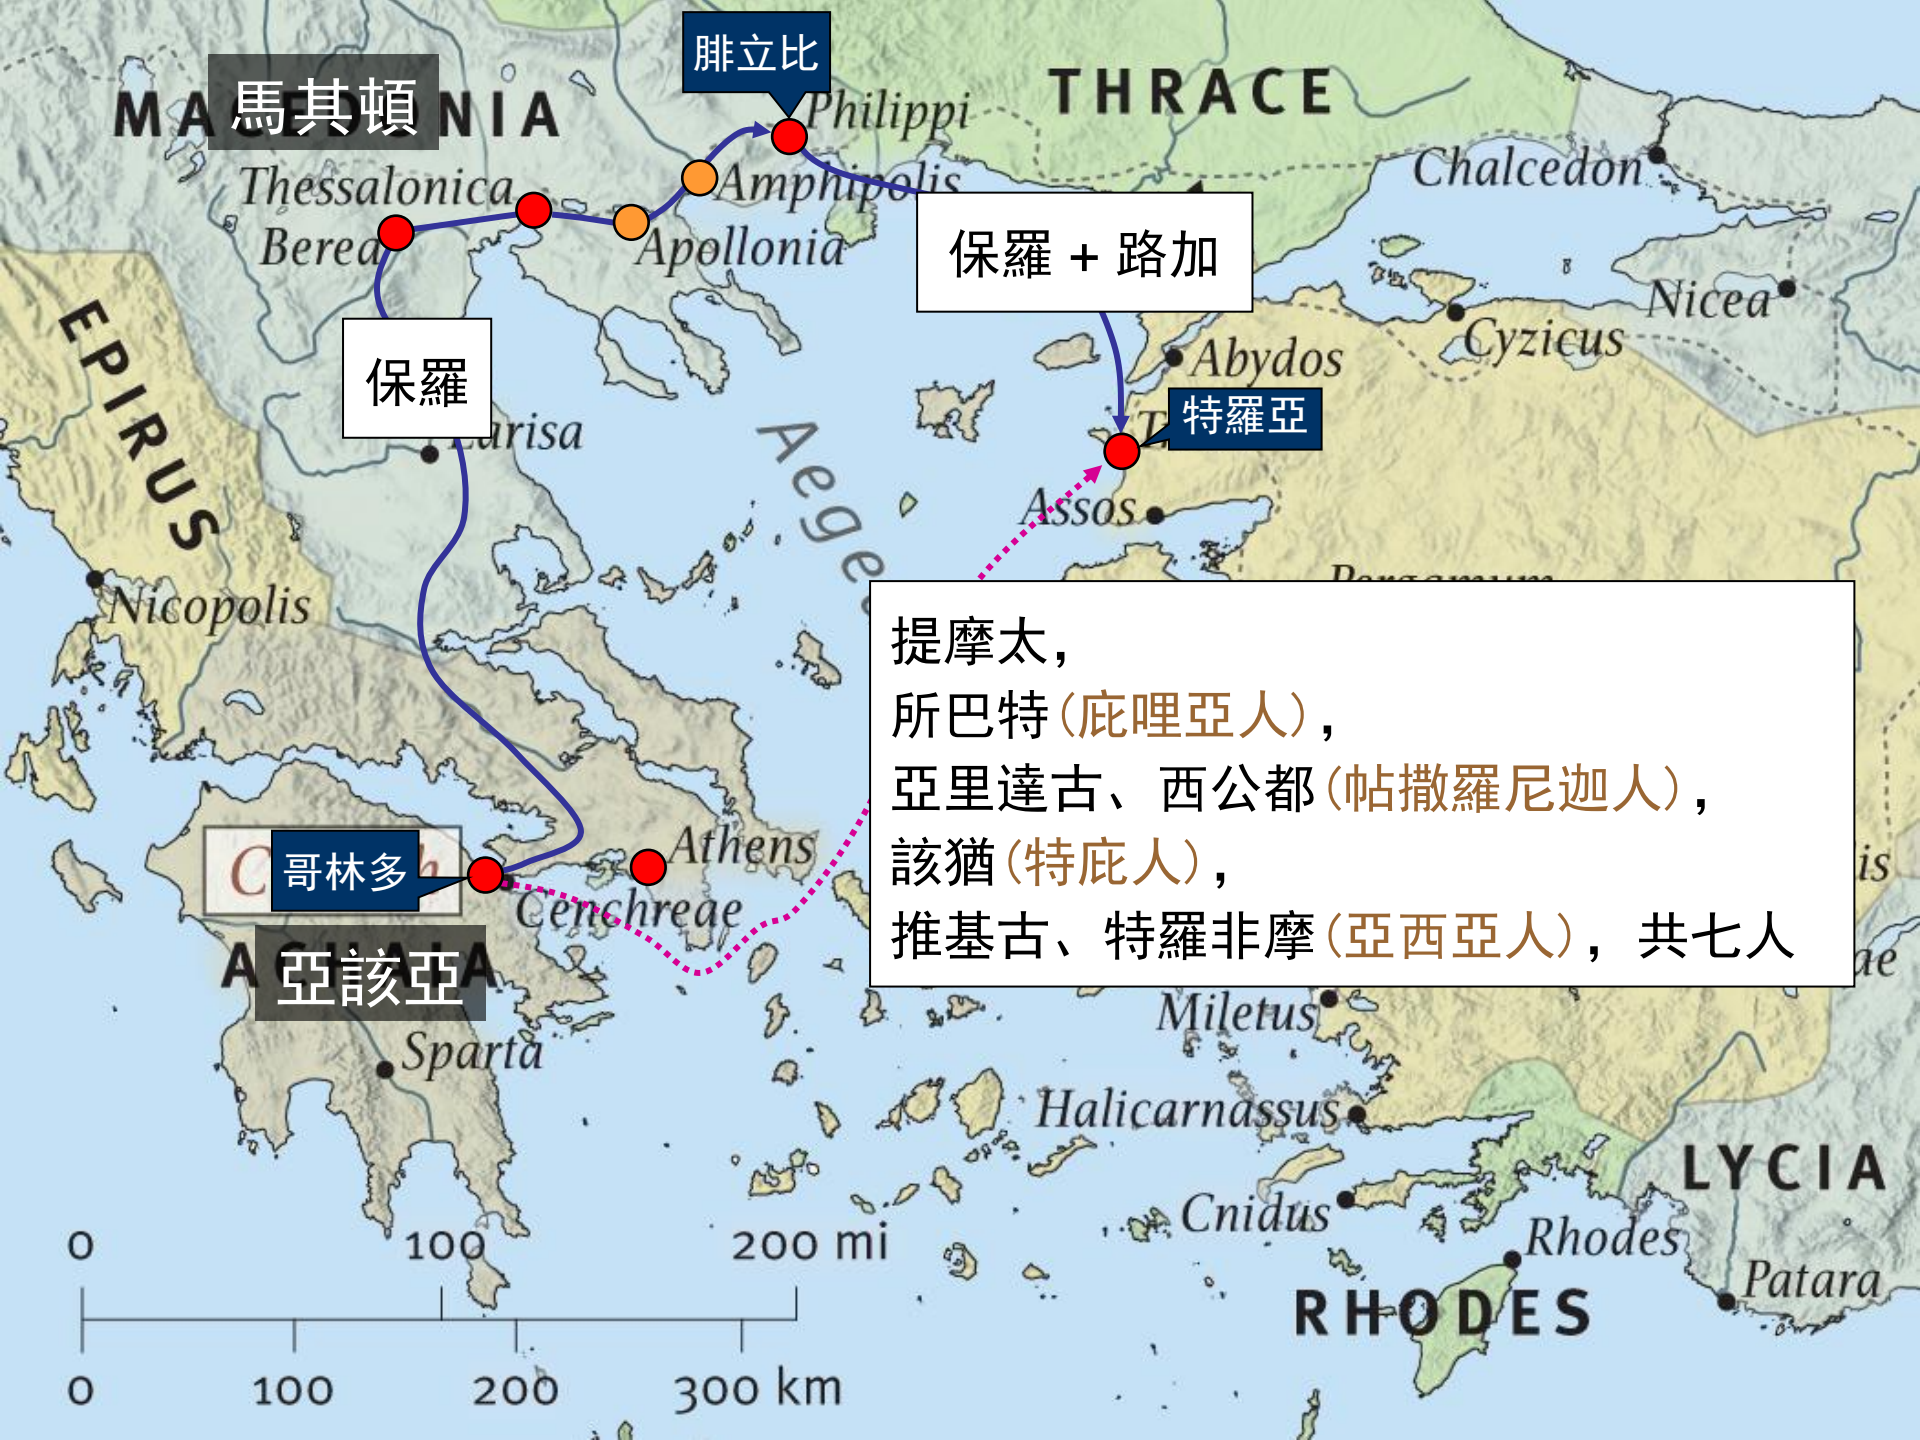 腓立比
馬其頓
THRACE
Philippi
Chalcedon
Thessalonica
Amphipolis
Berea
Apollonia
保羅 + 路加
Nicea
Cyzicus
EPIRUS
保羅
Abydos
特羅亞
Larisa
Assos
Nicopolis
提摩太,
所巴特(庇哩亞人),
亞里達古、西公都(帖撒羅尼迦人),
該猶(特庇人),
推基古、特羅非摩(亞西亞人), 共七人
哥林多
Athens
Cenchreae
亞該亞
Sparta
Miletus
Halicarnassus
LYCIA
Cnidus
Rhodes
RHODES
Patara
0 100 200 mi
0 100 200 300 km